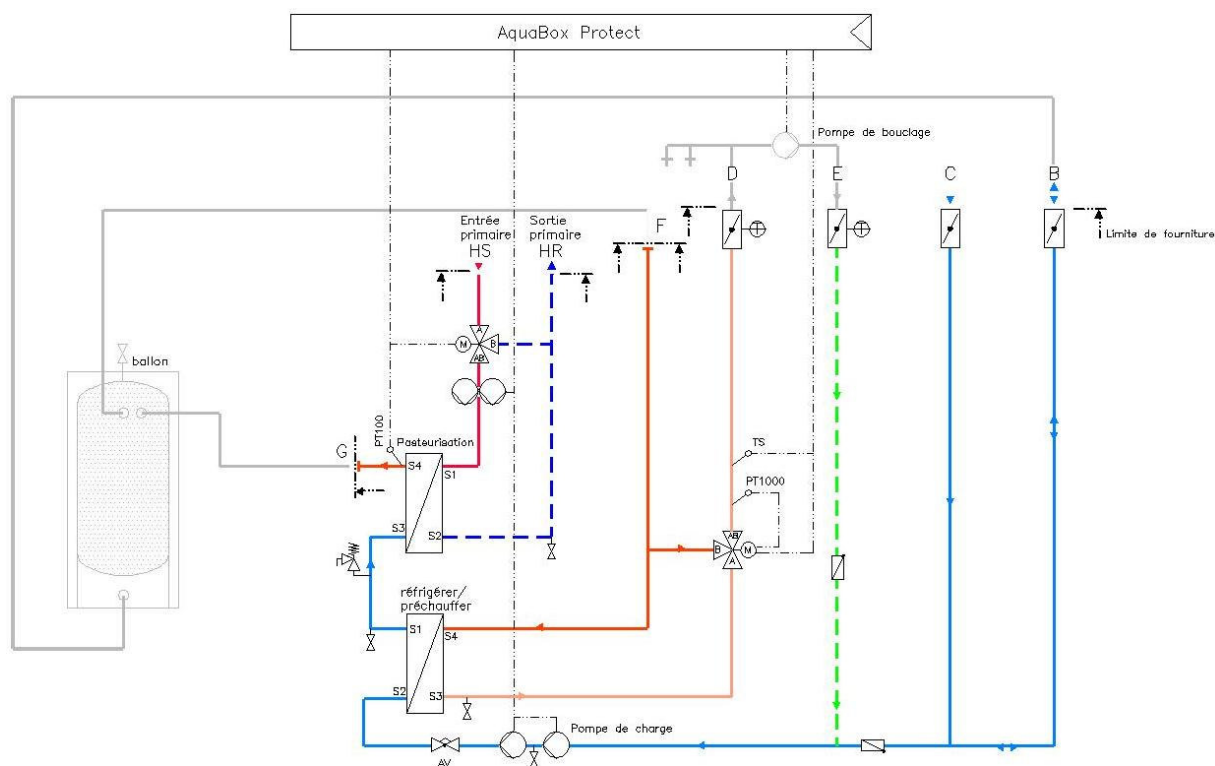 AquaBox Protect
Pompe de bouclage
D
E
C
B
F
Entrée
primaire
HS
Sortie
primaire
HR
Limite de fourniture
A
M
B
AB
ballon
PT100
Pasteurisation
G
S4
S1
S3
S2
TS
PT1000
AB
B
M
A
réfrigérer/
préchauffer
S1
S4
S2
S3
Pompe de charge
AV
T
T